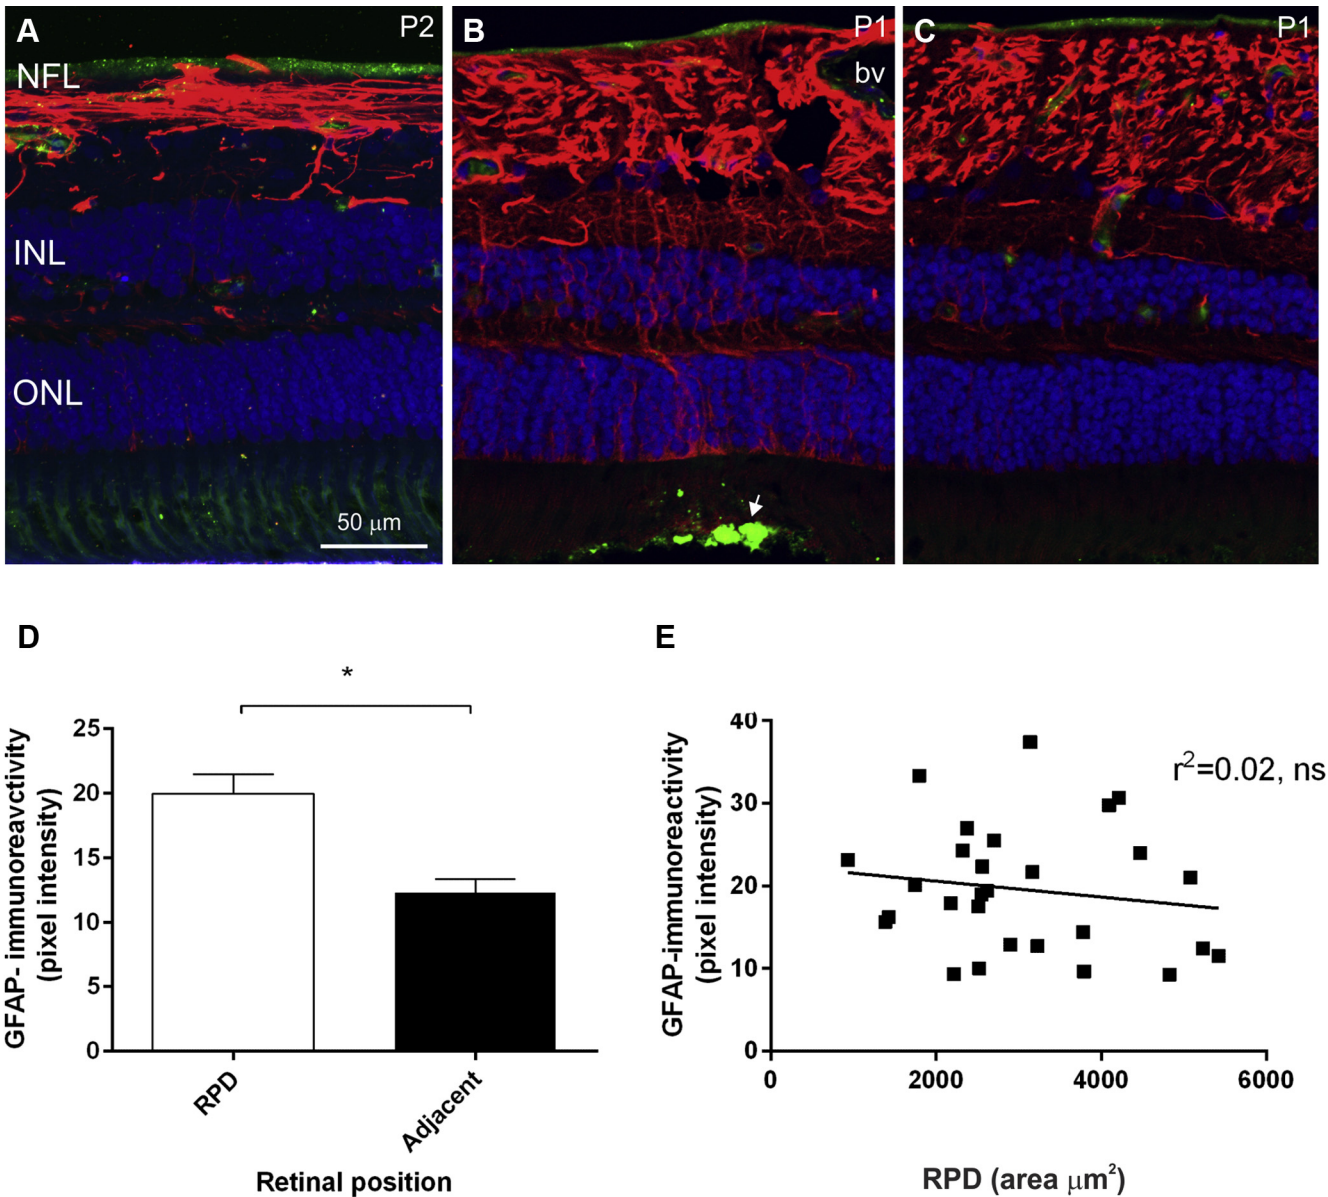 A
P2
NFL
INL
ONL
50 μm
B
P1
bv
C
P1
D
*
GFAP- immunoreavctivity
(pixel intensity)
25
20
15
10
5
0
RPD
Adjacent
Retinal position
E
GFAP-immunoreactivity
(pixel intensity)
40
30
20
10
0
r²=0.02, ns
0 2000 4000 6000
RPD (area μm²)